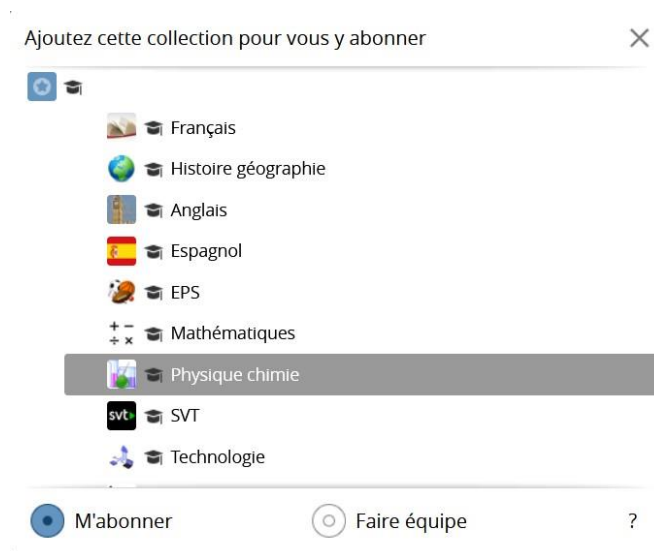 Ajoutez cette collection pour vous y abonner
Français
Histoire géographie
Anglais
Espagnol
EPS
Mathématiques
Physique chimie
svt
SVT
Technologie
M'abonner Faire équipe ?